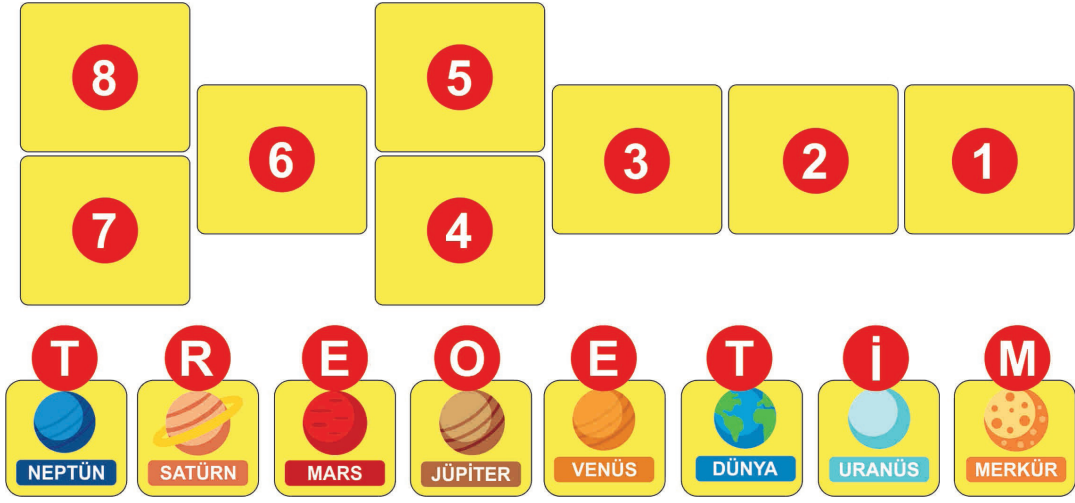 8 5
6 3 2 1
7 4
T R E O E T İ M
NEPTÜN SATÜRN MARS JÜPİTER VENÜS DÜNYA URANÜS MERKÜR